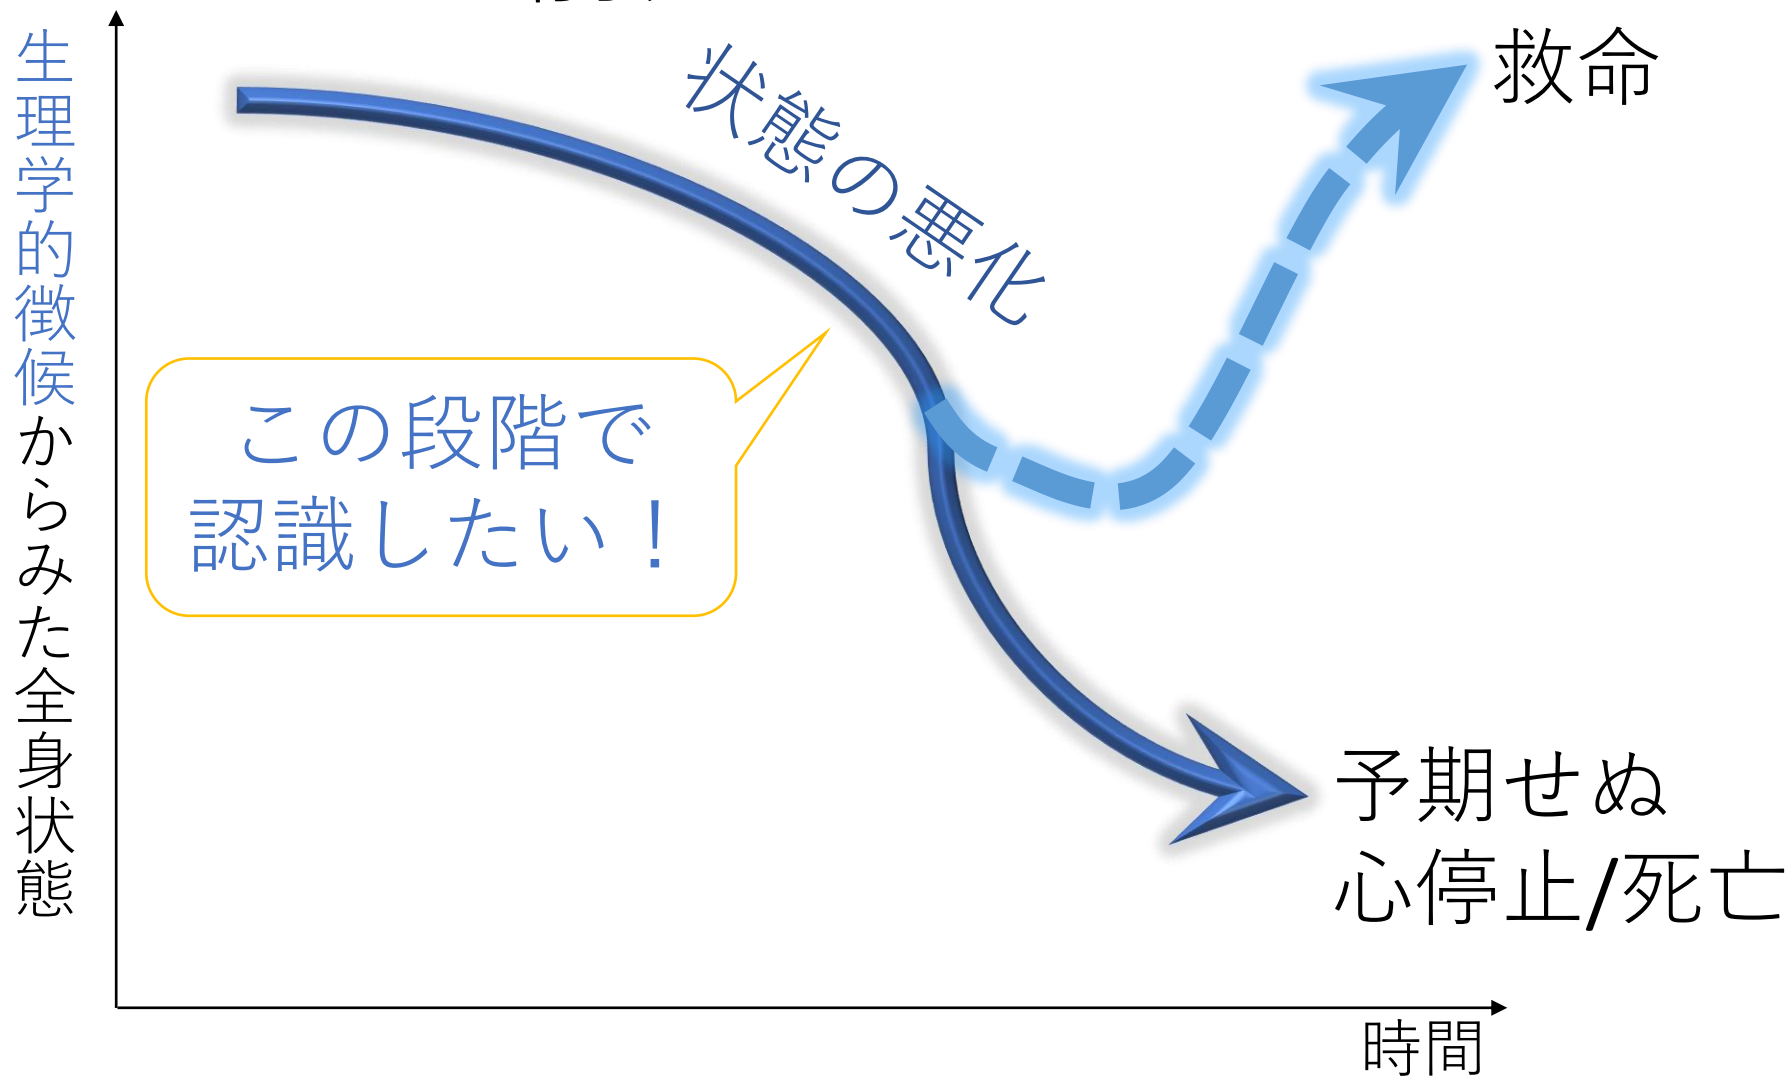 生理学的徴候からみた全身状態
状態の悪化
救命
この段階で
認識したい！
予期せぬ
心停止/死亡
時間